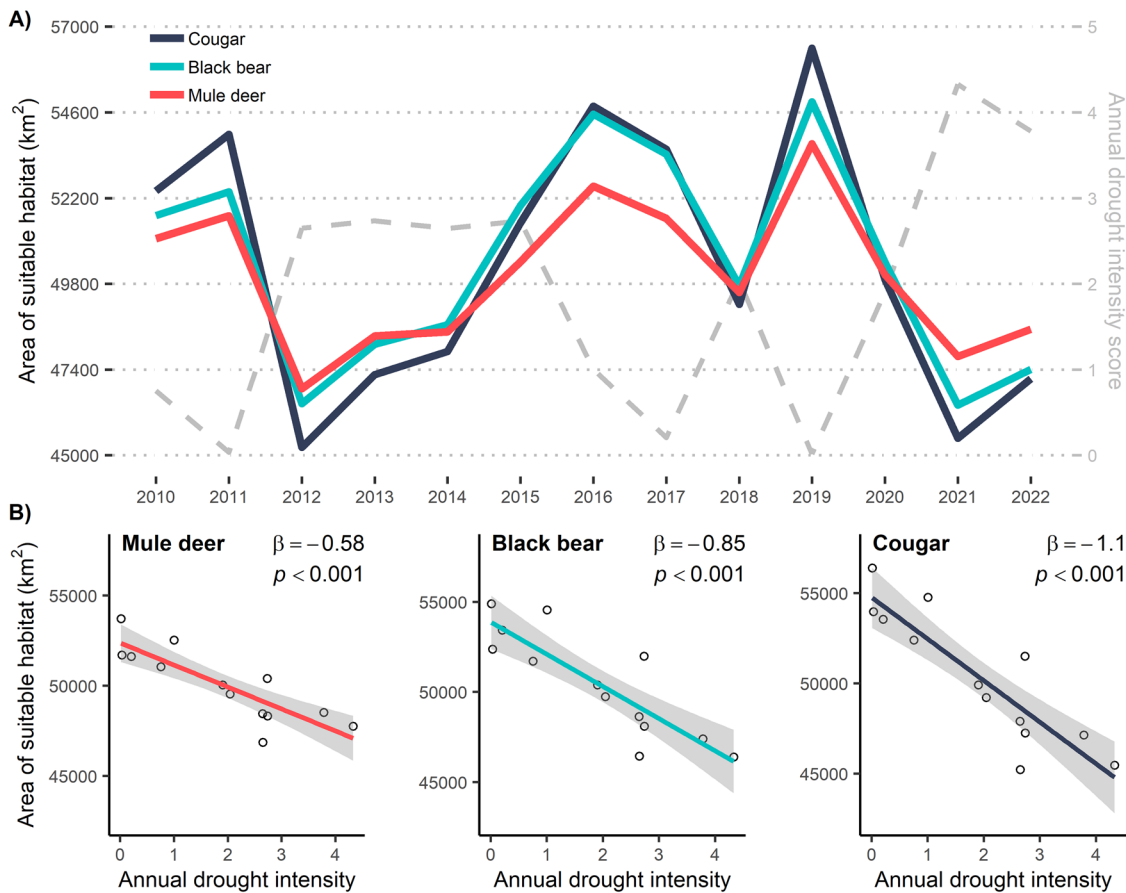 A)
Cougar
Black bear
Mule deer
Area of suitable habitat (km²)
57000
54600
52200
49800
47400
45000
5
4
3
2
1
0
Annual drought intensity score
2010 2011 2012 2013 2014 2015 2016 2017 2018 2019 2020 2021 2022
B)
Area of suitable habitat (km²)
Mule deer
β = −0.58
p < 0.001
55000
50000
45000
0 1 2 3 4
Annual drought intensity
Black bear
β = −0.85
p < 0.001
55000
50000
45000
0 1 2 3 4
Annual drought intensity
Cougar
β = −1.1
p < 0.001
55000
50000
45000
0 1 2 3 4
Annual drought intensity